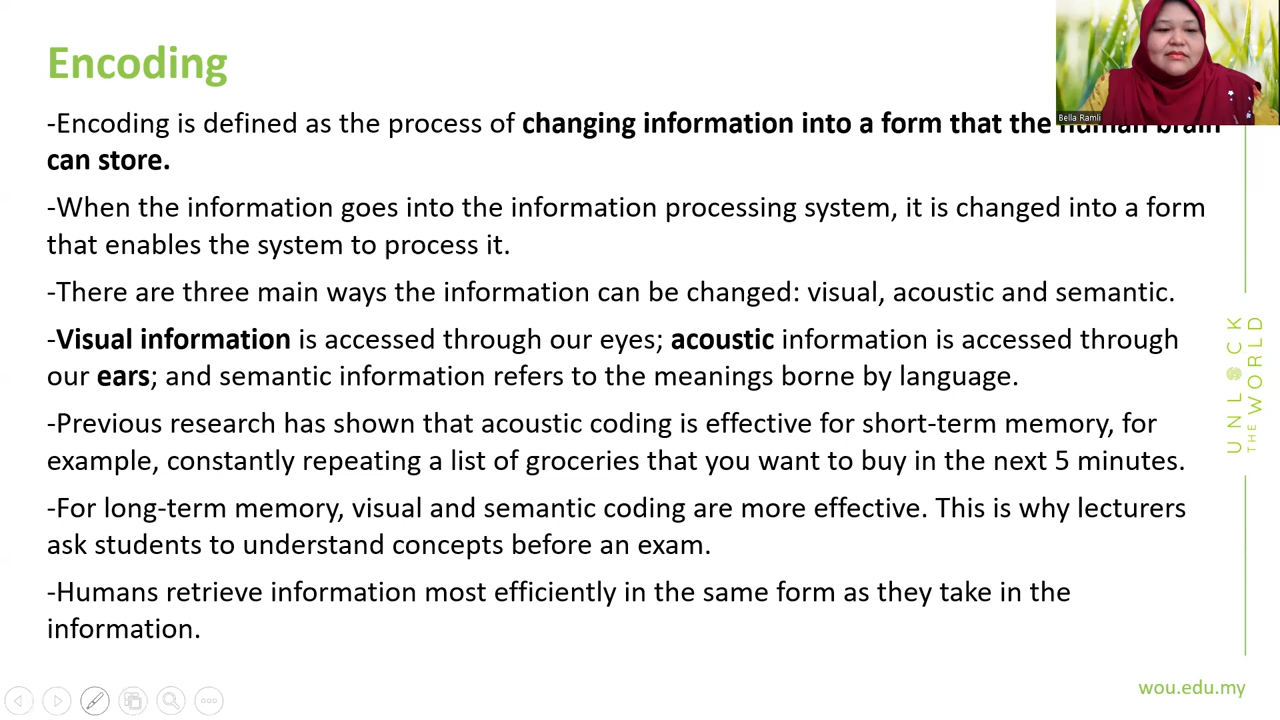 Encoding
Bella Ramli
-Encoding is defined as the process of changing information into a form that the human brain
can store.
-When the information goes into the information processing system, it is changed into a form
that enables the system to process it.
-There are three main ways the information can be changed: visual, acoustic and semantic.
-Visual information is accessed through our eyes; acoustic information is accessed through
our ears; and semantic information refers to the meanings borne by language.
-Previous research has shown that acoustic coding is effective for short-term memory, for
example, constantly repeating a list of groceries that you want to buy in the next 5 minutes.
-For long-term memory, visual and semantic coding are more effective. This is why lecturers
ask students to understand concepts before an exam.
-Humans retrieve information most efficiently in the same form as they take in the
information.
UNLOCK
THE WORLD
wou.edu.my